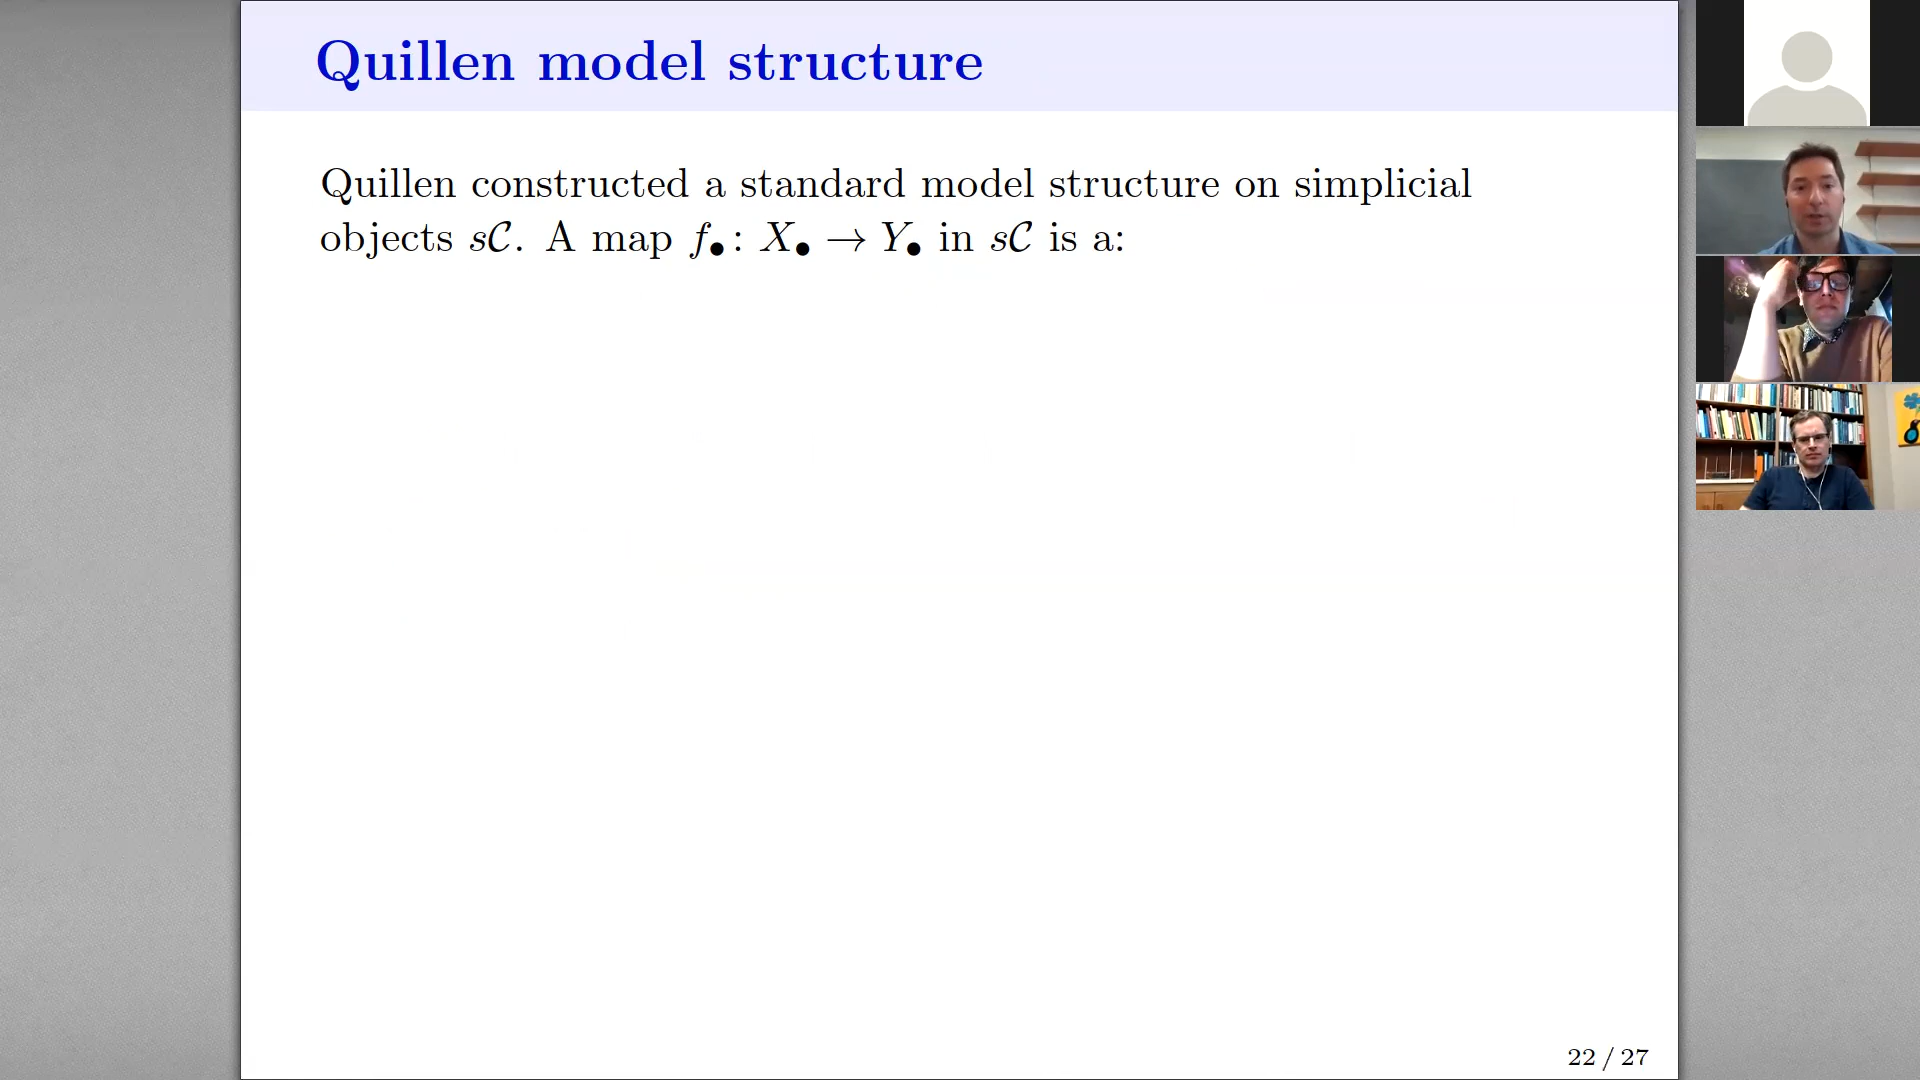 Quillen model structure
Quillen constructed a standard model structure on simplicial
objects s𝒞. A map f•: X• → Y• in s𝒞 is a:
22 / 27